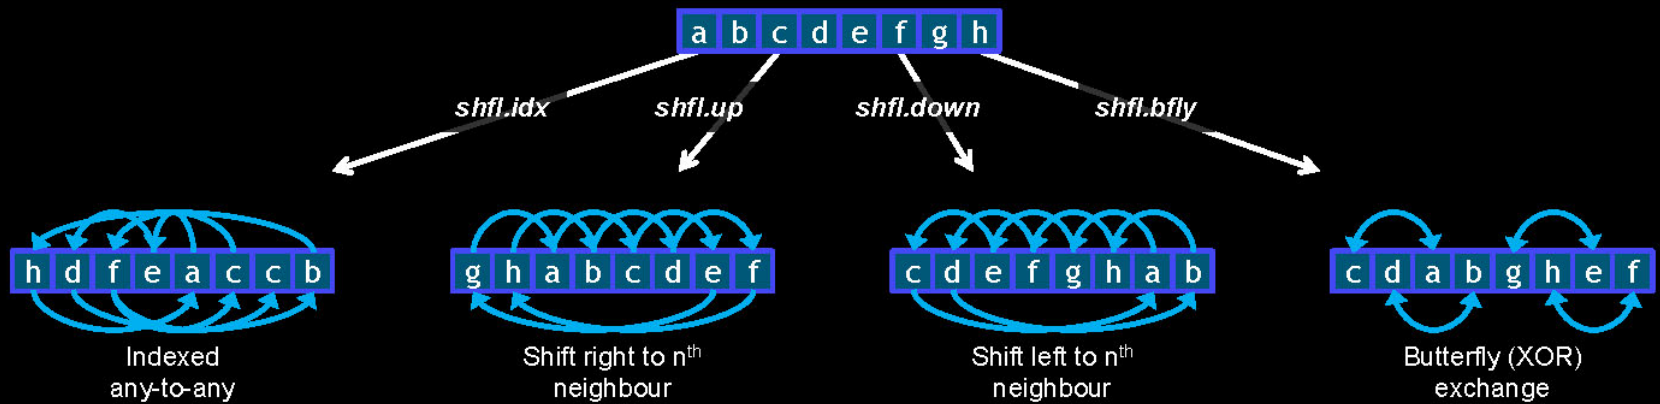 a b c d e f g h
shfl.idx shfl.up shfl.down shfl.bfly
h d f e a c c b
g h a b c d e f
c d e f g h a b
c d a b g h e f
Indexed
any-to-any
Shift right to nth
neighbour
Shift left to nth
neighbour
Butterfly (XOR)
exchange